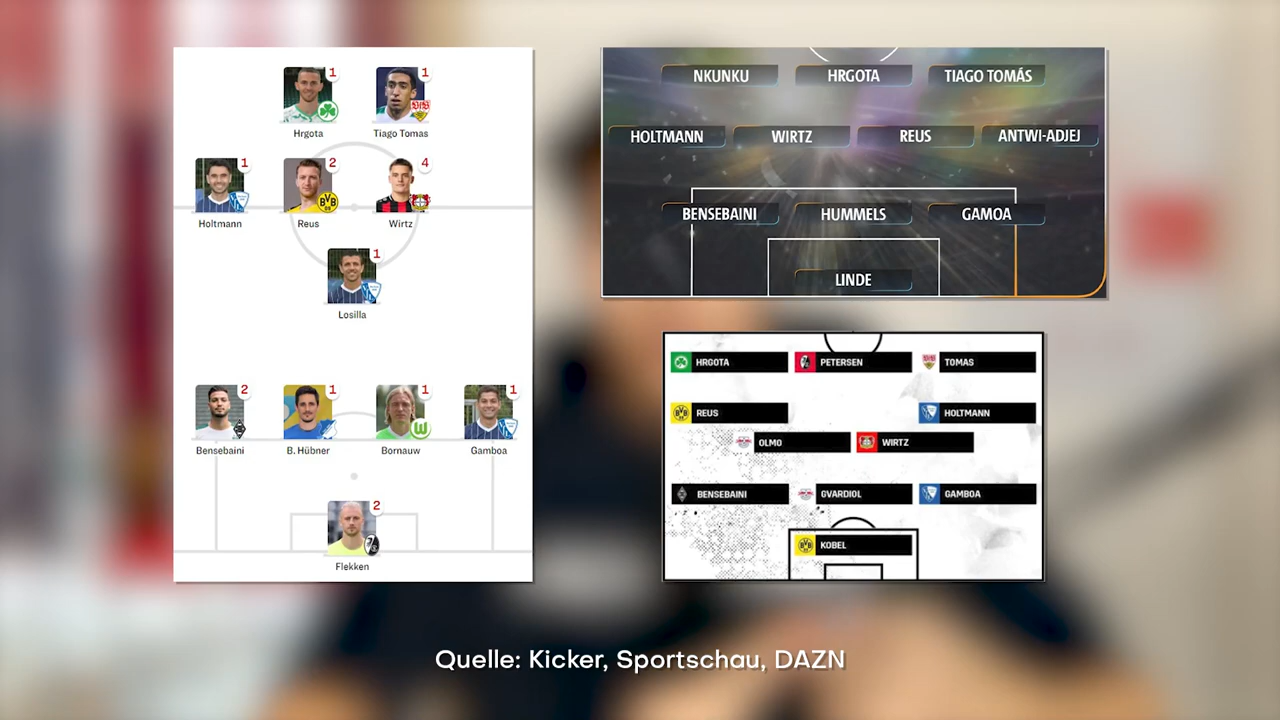 1 1
Hrgota Tiago Tomas
1 2 4
Holtmann Reus Wirtz
1
Losilla
2 1 1 1
Bensebaini B. Hübner Bornauw Gamboa
2
Flekken
NKUNKU HRGOTA TIAGO TOMÁS
HOLTMANN WIRTZ REUS ANTWI-ADJEJ
BENSEBAINI HUMMELS GAMOA
LINDE
HRGOTA PETERSEN TOMAS
REUS HOLTMANN
OLMO WIRTZ
BENSEBAINI GVARDIOL GAMBOA
KOBEL
Quelle: Kicker, Sportschau, DAZN